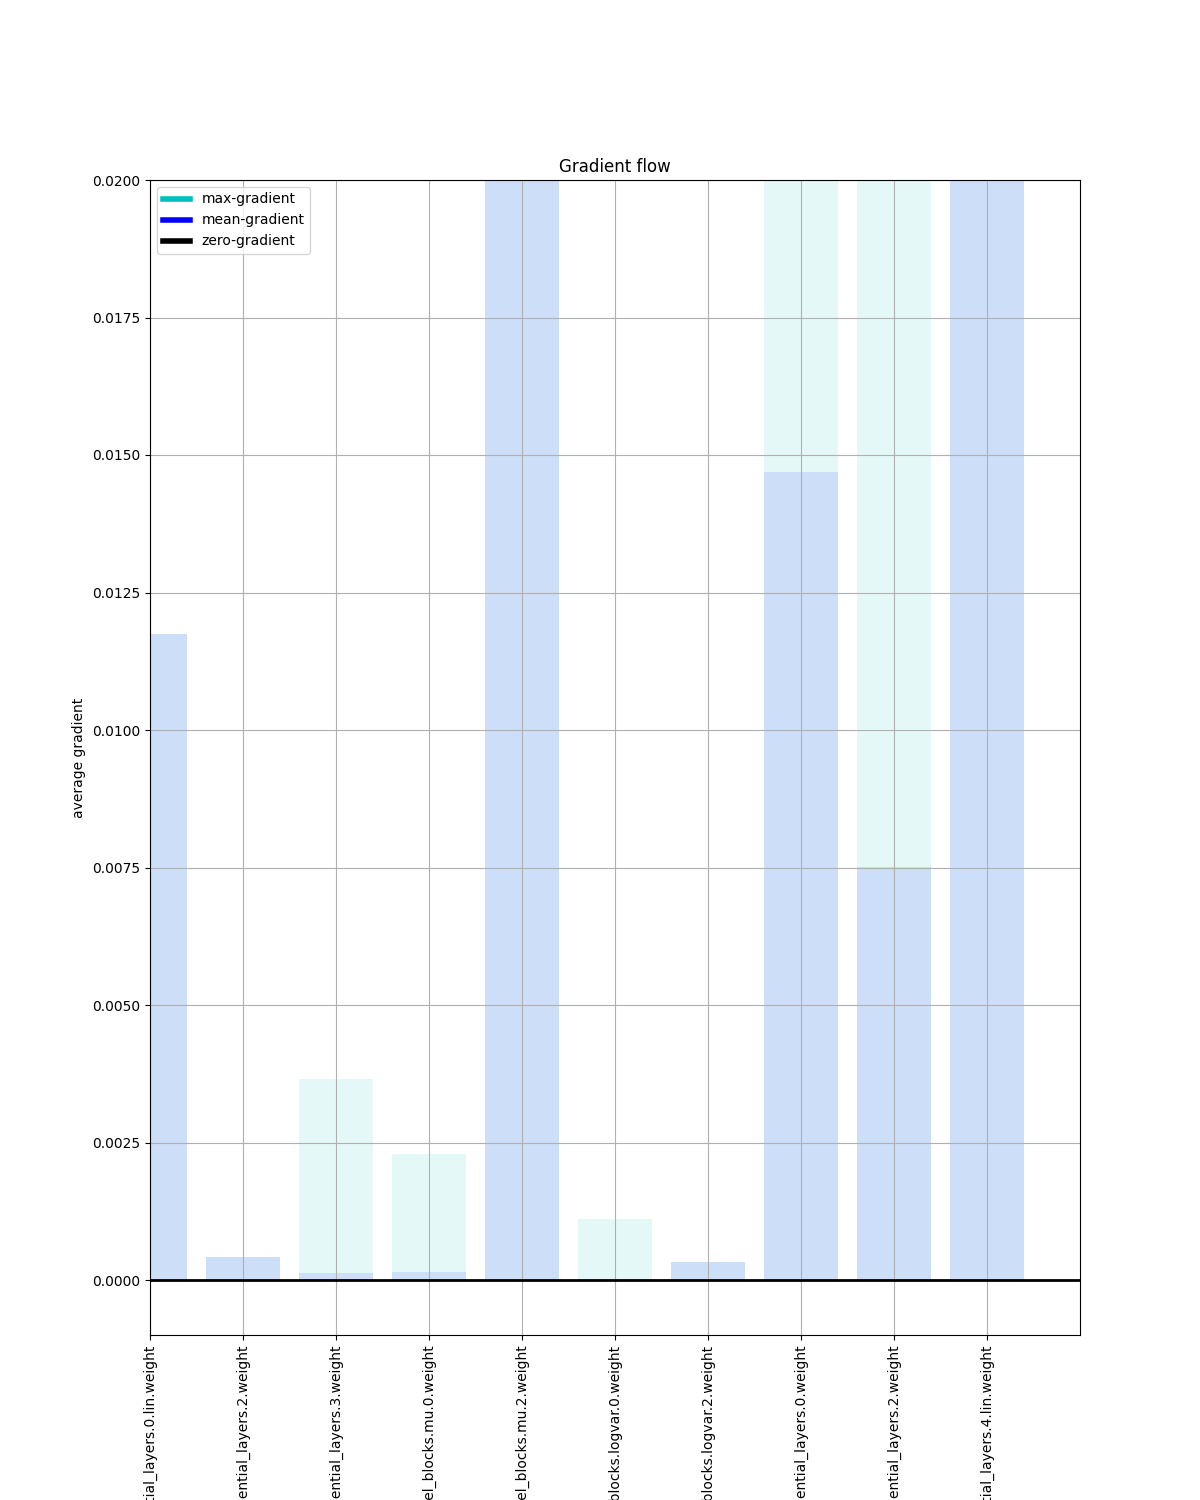 Gradient flow
max-gradient
mean-gradient
zero-gradient
0.0200
0.0175
0.0150
0.0125
0.0100
0.0075
0.0050
0.0025
0.0000
average gradient
tial_layers.0.lin.weight
ential_layers.2.weight
ential_layers.3.weight
el_blocks.mu.0.weight
el_blocks.mu.2.weight
blocks.logvar.0.weight
blocks.logvar.2.weight
ential_layers.0.weight
ential_layers.2.weight
tial_layers.4.lin.weight